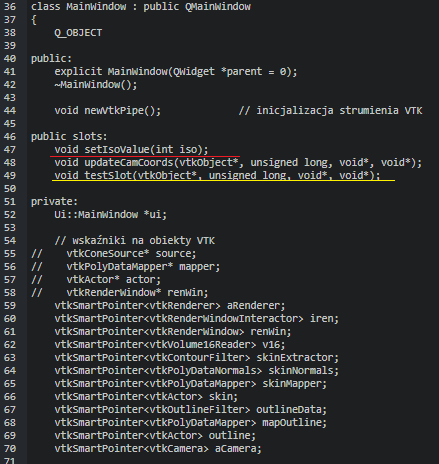 36 class MainWindow : public QMainWindow
37 {
38     Q_OBJECT
39
40 public:
41     explicit MainWindow(QWidget *parent = 0);
42     ~MainWindow();
43
44     void newVtkPipe();            // inicjalizacja strumienia VTK
45
46 public slots:
47     void setIsoValue(int iso);
48     void updateCamCoords(vtkObject*, unsigned long, void*, void*);
49     void testSlot(vtkObject*, unsigned long, void*, void*);
50
51 private:
52     Ui::MainWindow *ui;
53
54     // wskaźniki na obiekty VTK
55 //    vtkConeSource* source;
56 //    vtkPolyDataMapper* mapper;
57 //    vtkActor* actor;
58 //    vtkRenderWindow* renWin;
59     vtkSmartPointer<vtkRenderer> aRenderer;
60     vtkSmartPointer<vtkRenderWindowInteractor> iren;
61     vtkSmartPointer<vtkRenderWindow> renWin;
62     vtkSmartPointer<vtkVolume16Reader> v16;
63     vtkSmartPointer<vtkContourFilter> skinExtractor;
64     vtkSmartPointer<vtkPolyDataNormals> skinNormals;
65     vtkSmartPointer<vtkPolyDataMapper> skinMapper;
66     vtkSmartPointer<vtkActor> skin;
67     vtkSmartPointer<vtkOutlineFilter> outlineData;
68     vtkSmartPointer<vtkPolyDataMapper> mapOutline;
69     vtkSmartPointer<vtkActor> outline;
70     vtkSmartPointer<vtkCamera> aCamera;
71